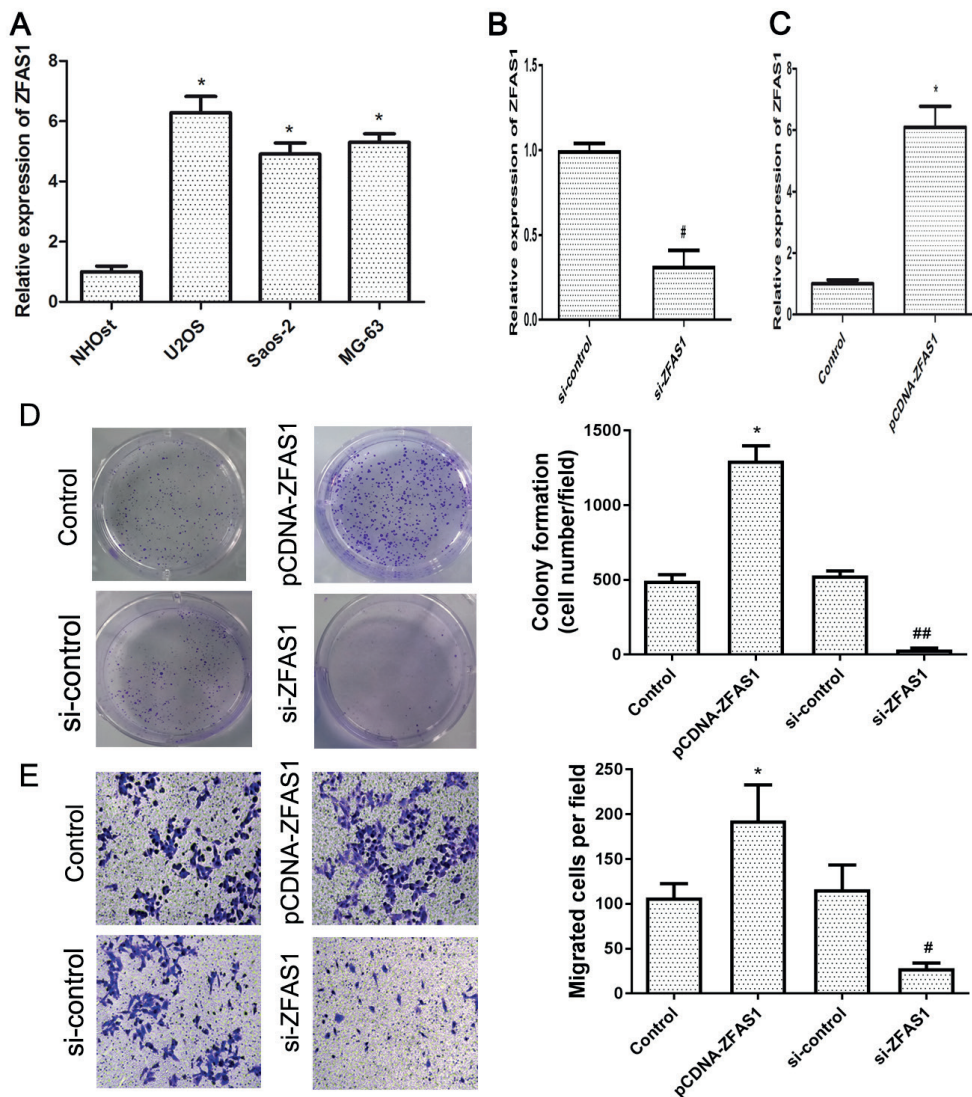 A
Relative expression of ZFAS1
8
6
4
2
0
*
*
*
NHOst
U2OS
Saos-2
MG-63
B
Relative expression of ZFAS1
1.5
1.0
0.5
0.0
#
si-control
si-ZFAS1
C
Relative expression of ZFAS1
8
6
4
2
0
*
Control
pCDNA-ZFAS1
D
Control
pCDNA-ZFAS1
si-control
si-ZFAS1
Colony formation
(cell number/field)
1500
1000
500
0
*
##
Control
pCDNA-ZFAS1
si-control
si-ZFAS1
E
Control
pCDNA-ZFAS1
si-control
si-ZFAS1
Migrated cells per field
250
200
150
100
50
0
*
#
Control
pCDNA-ZFAS1
si-control
si-ZFAS1